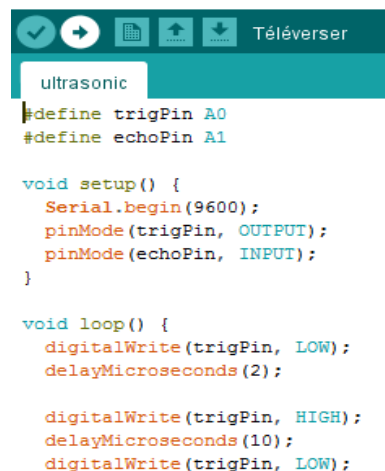 Téléverser
ultrasonic
#define trigPin A0
#define echoPin A1
void setup() {
  Serial.begin(9600);
  pinMode(trigPin, OUTPUT);
  pinMode(echoPin, INPUT);
}
void loop() {
  digitalWrite(trigPin, LOW);
  delayMicroseconds(2);
  digitalWrite(trigPin, HIGH);
  delayMicroseconds(10);
  digitalWrite(trigPin, LOW);